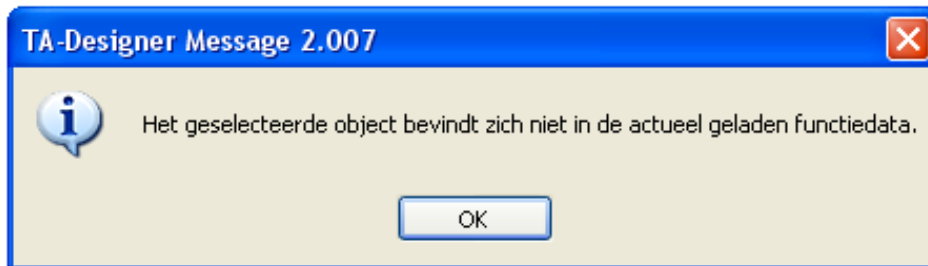 TA-Designer Message 2.007
Het geselecteerde object bevindt zich niet in de actueel geladen functiedata.
OK